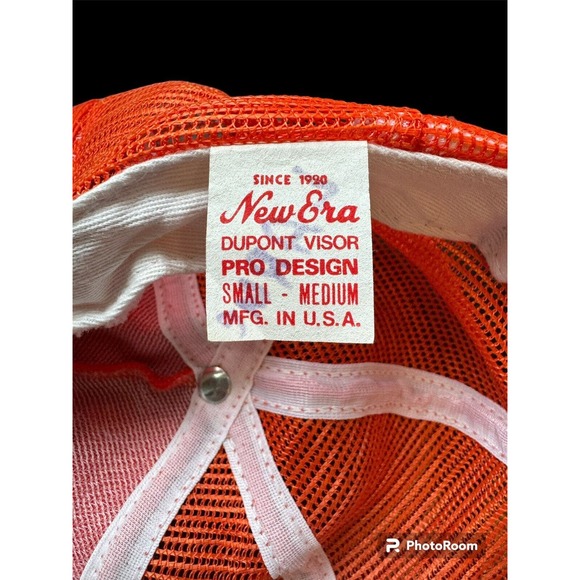 SINCE 1920
New Era
DUPONT VISOR
PRO DESIGN
SMALL - MEDIUM
MFG. IN U.S.A.
PhotoRoom